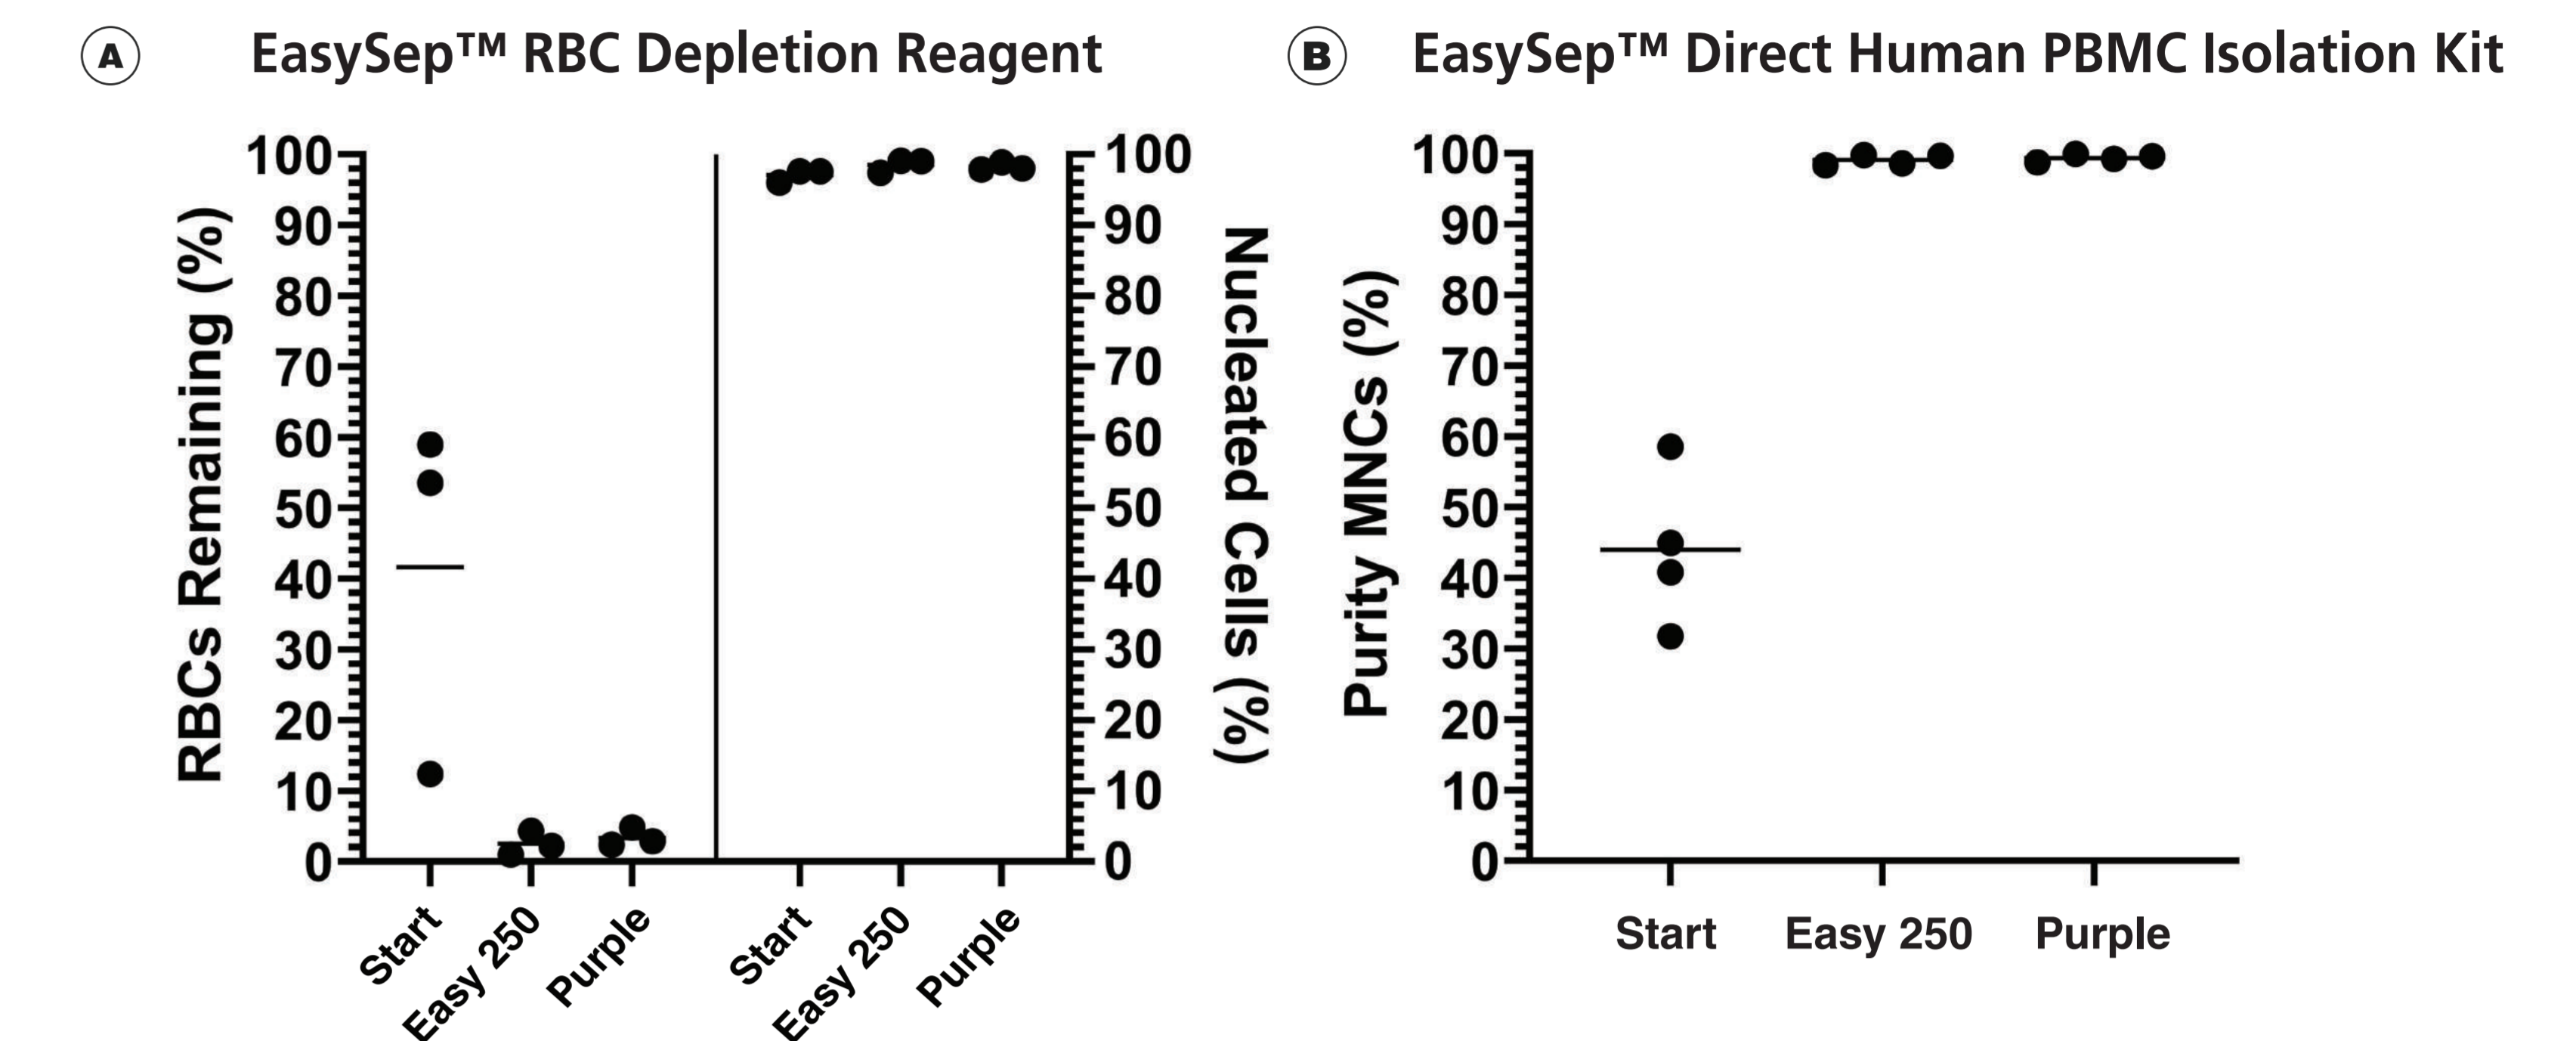 A
EasySep™ RBC Depletion Reagent
RBCs Remaining (%)
100
90
80
70
60
50
40
30
20
10
0
Start
Easy 250
Purple
Start
Easy 250
Purple
100
90
80
70
60
50
40
30
20
10
0
Nucleated Cells (%)
B
EasySep™ Direct Human PBMC Isolation Kit
Purity MNCs (%)
100
90
80
70
60
50
40
30
20
10
0
Start
Easy 250
Purple